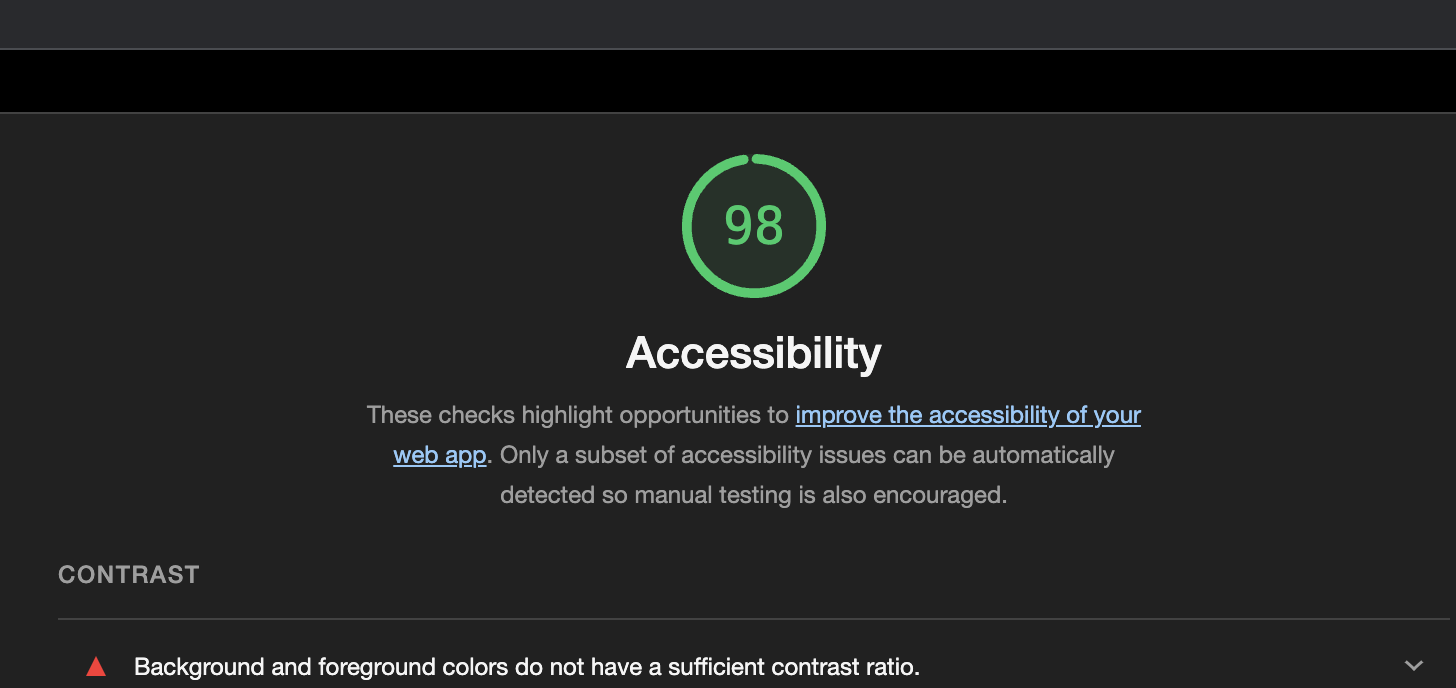 98
Accessibility
These checks highlight opportunities to improve the accessibility of your
web app. Only a subset of accessibility issues can be automatically
detected so manual testing is also encouraged.
CONTRAST
Background and foreground colors do not have a sufficient contrast ratio.